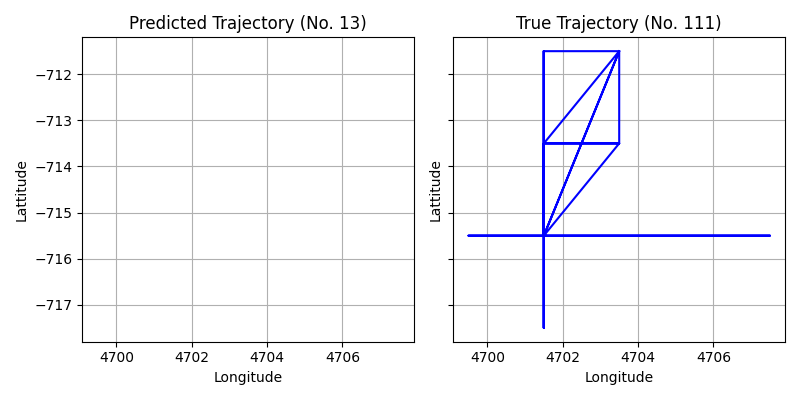 Predicted Trajectory (No. 13)
True Trajectory (No. 111)
Lattitude
−712
−713
−714
−715
−716
−717
4700
4702
4704
4706
Longitude
Lattitude
4700
4702
4704
4706
Longitude